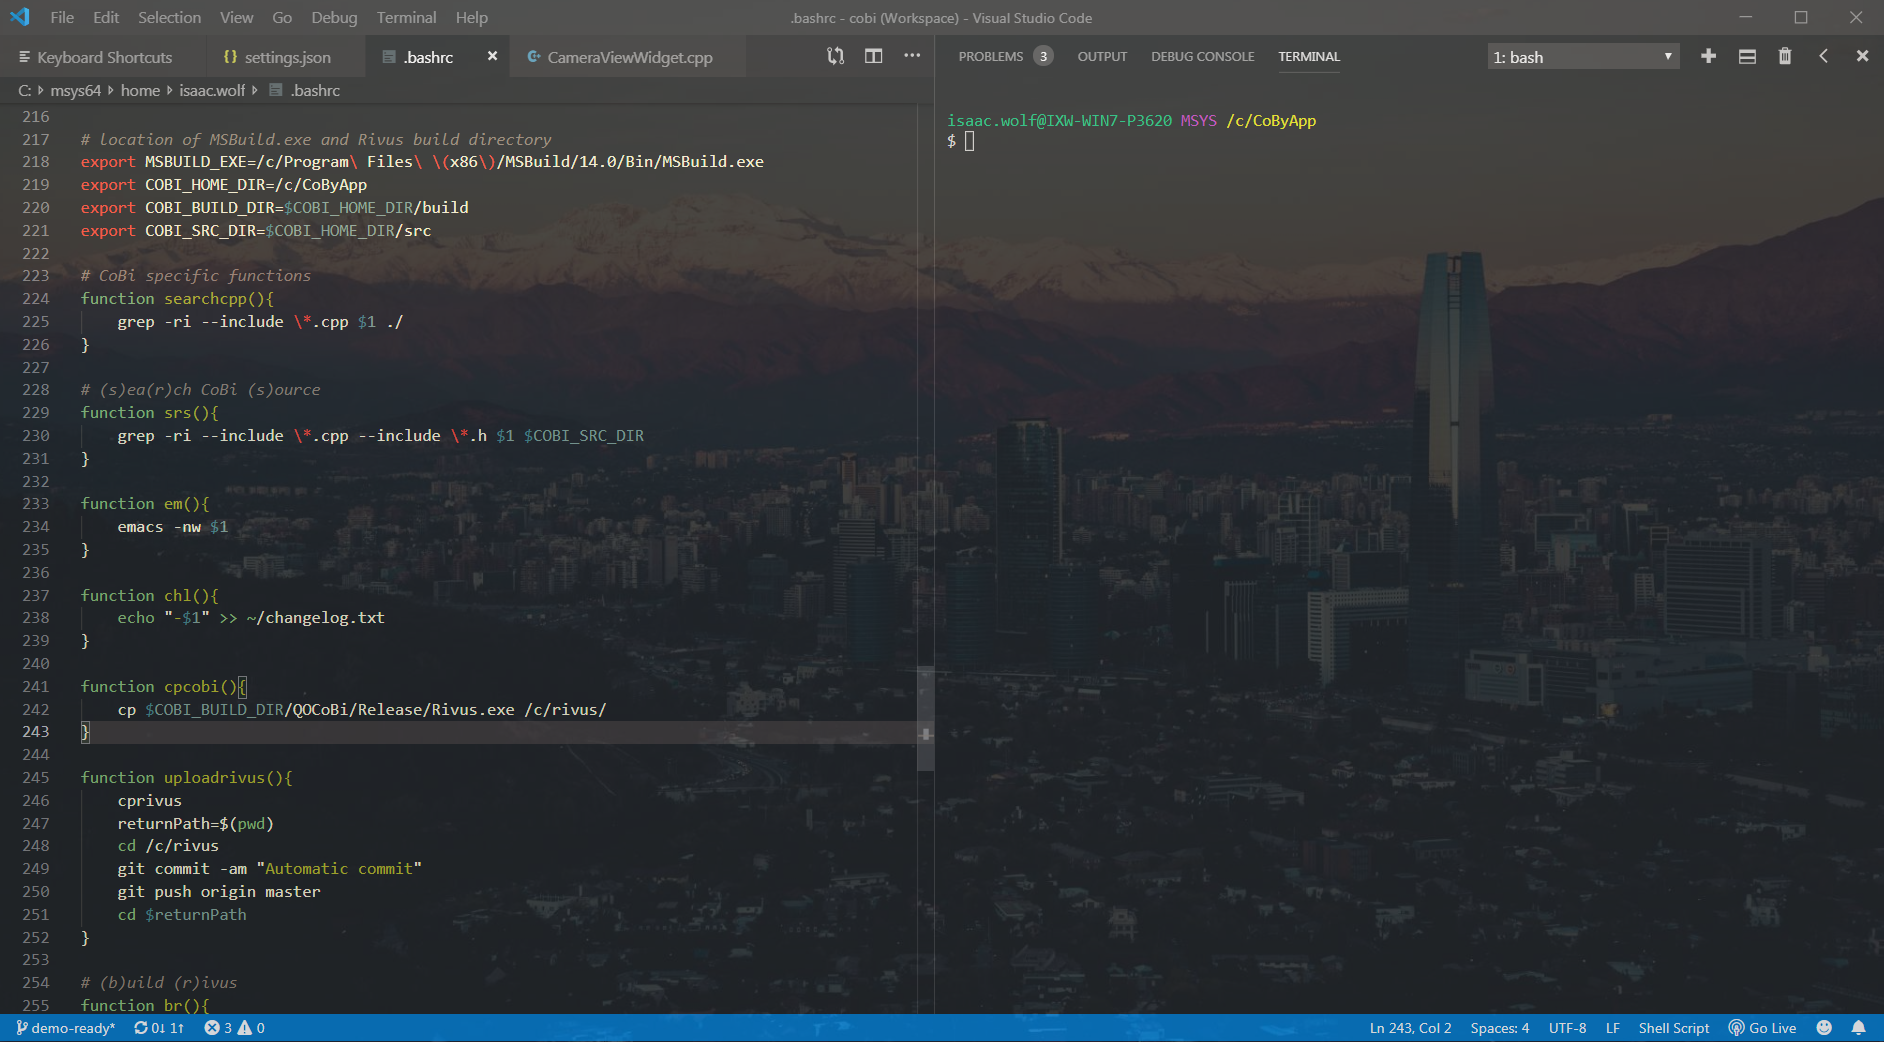 File Edit Selection View Go Debug Terminal Help
.bashrc - cobi (Workspace) - Visual Studio Code
Keyboard Shortcuts
{} settings.json
.bashrc
CameraViewWidget.cpp
PROBLEMS 3 OUTPUT DEBUG CONSOLE TERMINAL
1: bash
C: msys64 home isaac.wolf .bashrc
216
217 # location of MSBuild.exe and Rivus build directory
218 export MSBUILD_EXE=/c/Program\ Files\ \(x86\)/MSBuild/14.0/Bin/MSBuild.exe
219 export COBI_HOME_DIR=/c/CoByApp
220 export COBI_BUILD_DIR=$COBI_HOME_DIR/build
221 export COBI_SRC_DIR=$COBI_HOME_DIR/src
222
223 # CoBi specific functions
224 function searchcpp(){
225     grep -ri --include \*.cpp $1 ./
226 }
227
228 # (s)ea(r)ch CoBi (s)ource
229 function srs(){
230     grep -ri --include \*.cpp --include \*.h $1 $COBI_SRC_DIR
231 }
232
233 function em(){
234     emacs -nw $1
235 }
236
237 function chl(){
238     echo "-$1" >> ~/changelog.txt
239 }
240
241 function cpcobi(){
242     cp $COBI_BUILD_DIR/QOCoBi/Release/Rivus.exe /c/rivus/
243 }
244
245 function uploadrivus(){
246     cprivus
247     returnPath=$(pwd)
248     cd /c/rivus
249     git commit -am "Automatic commit"
250     git push origin master
251     cd $returnPath
252 }
253
254 # (b)uild (r)ivus
255 function br(){
isaac.wolf@IXW-WIN7-P3620 MSYS /c/CoByApp
$
demo-ready* 0↓ 1↑ 3 0
Ln 243, Col 2 Spaces: 4 UTF-8 LF Shell Script Go Live